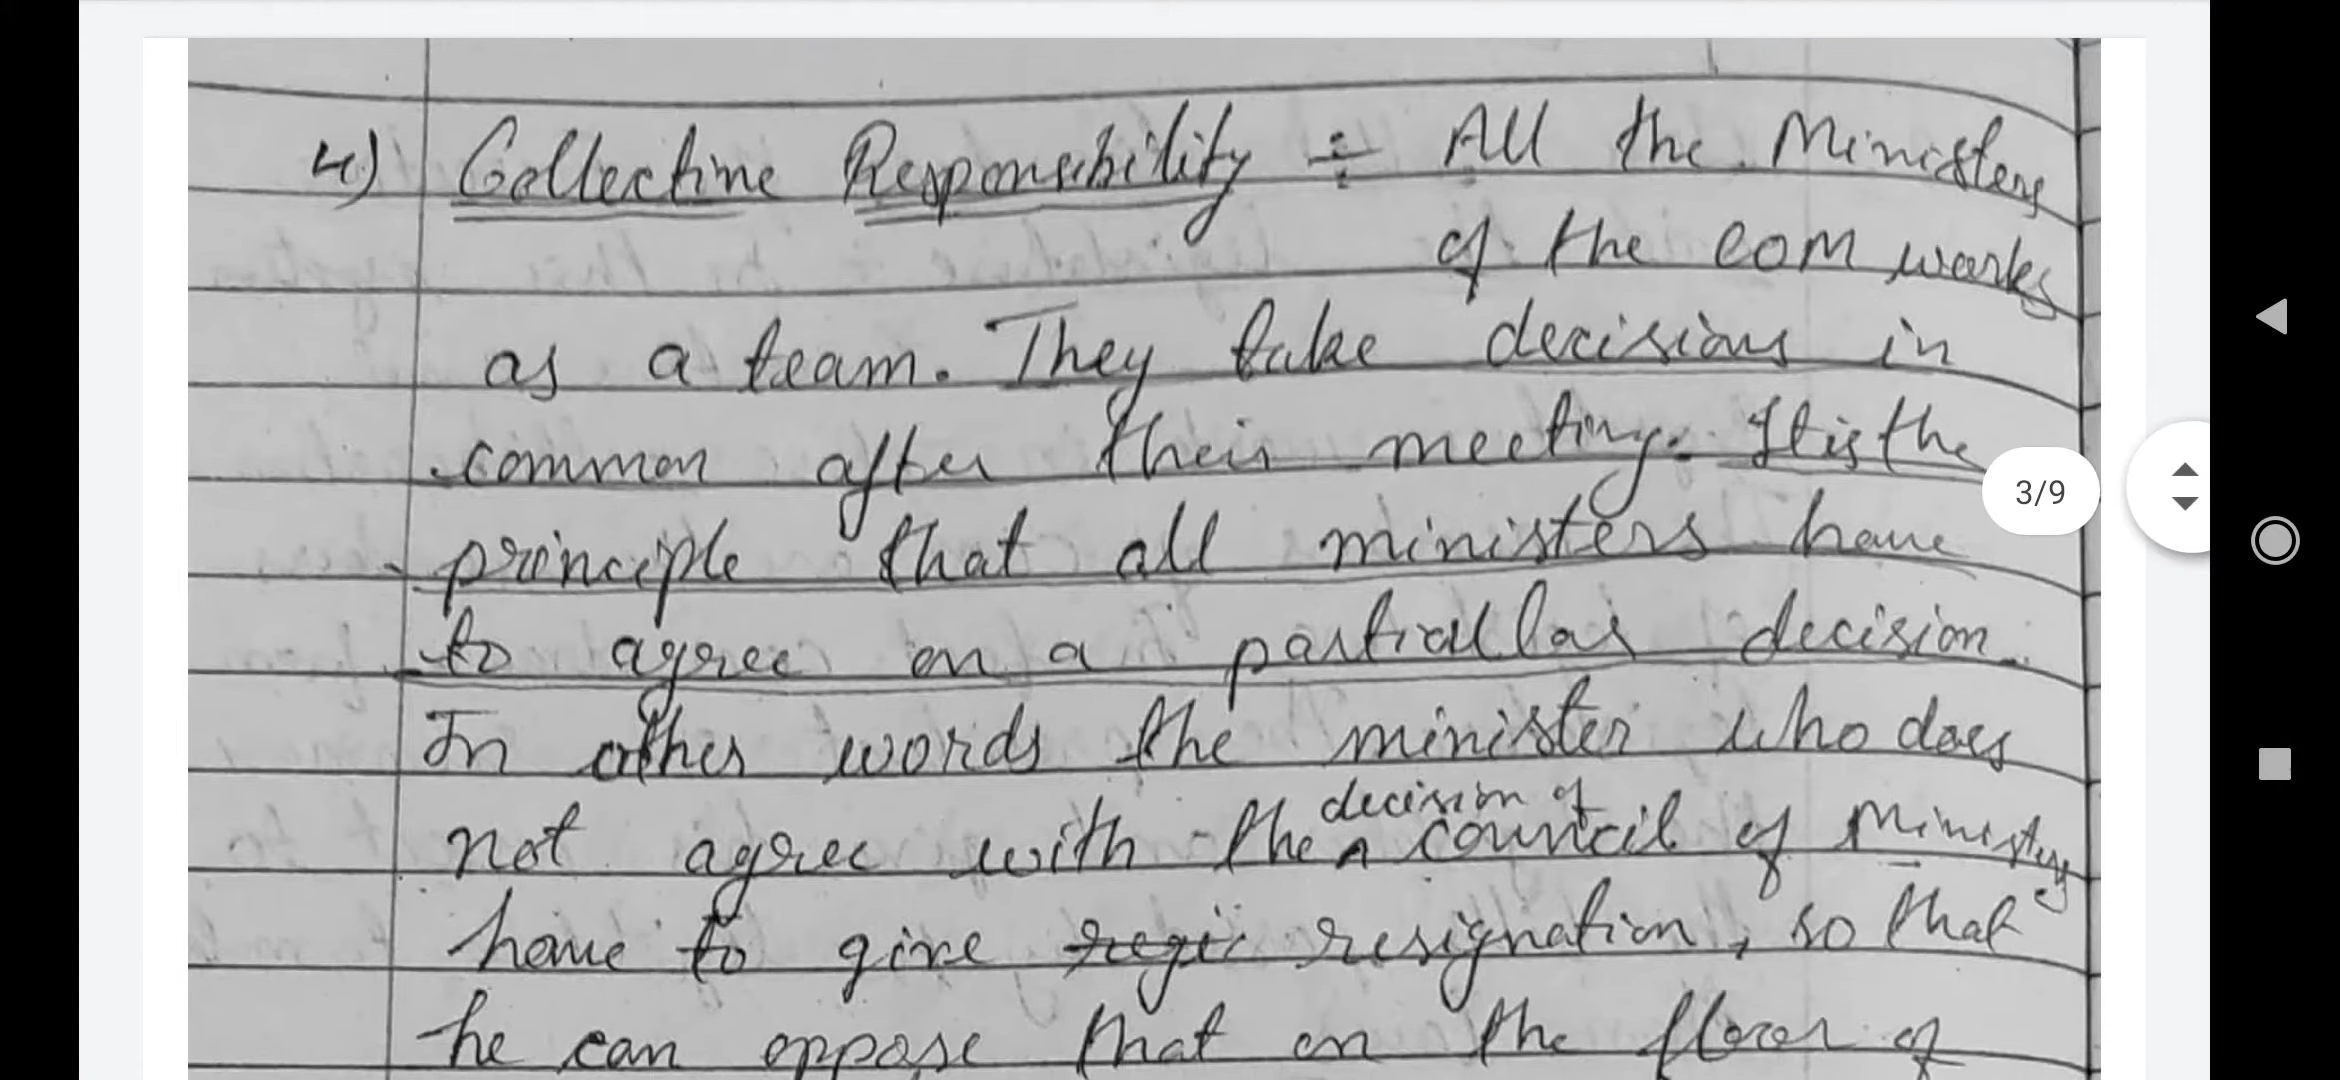 4) Collective Responsibility ÷ All the Ministers
of the COM works
as a team. They take decisions in
common after their meeting. It is the
3/9
principle that all ministers have
to agree on a particullar decision.
In other words the minister who does
not agree with the ^ decision of council of Ministers
have to give regi resignation, so that
he can oppose that on the floor of